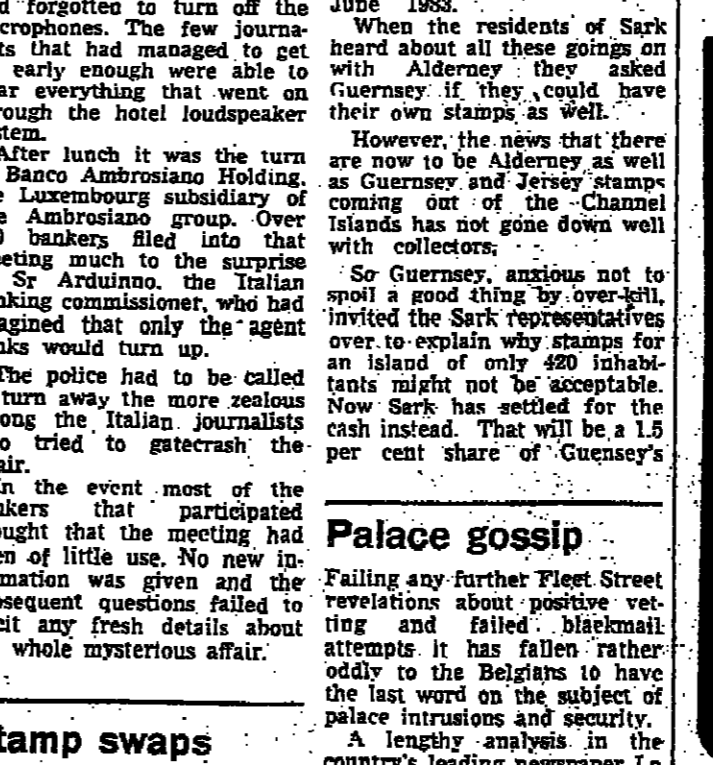 forgotten to turn off the
crophones. The few journa-
ts that had managed to get
early enough were able to
ar everything that went on
rough the hotel loudspeaker
stem.
After lunch it was the turn
Banco Ambrosiano Holding,
e Luxembourg subsidiary of
e Ambrosiano group. Over
0 bankers filed into that
eeting much to the surprise
Sr Arduinno, the Italian
nking commissioner, who had
agined that only the agent
nks would turn up.
The police had to be called
turn away the more zealous
ong the Italian journalists
o tried to gatecrash the
air.
In the event most of the
nkers that participated
ought that the meeting had
en of little use. No new in-
mation was given and the
bsequent questions failed to
cit any fresh details about
whole mysterious affair.
tamp swaps
June 1983.
When the residents of Sark
heard about all these goings on
with Alderney they asked
Guernsey if they could have
their own stamps as well.
However, the news that there
are now to be Alderney as well
as Guernsey and Jersey stamps
coming out of the Channel
Islands has not gone down well
with collectors.
So Guernsey, anxious not to
spoil a good thing by over-kill,
invited the Sark representatives
over to explain why stamps for
an island of only 420 inhabi-
tants might not be acceptable.
Now Sark has settled for the
cash instead. That will be a 1.5
per cent share of Guensey's
Palace gossip
Failing any further Fleet Street
revelations about positive vet-
ting and failed blackmail
attempts it has fallen rather
oddly to the Belgians to have
the last word on the subject of
palace intrusions and security.
A lengthy analysis in the
country's leading newspaper